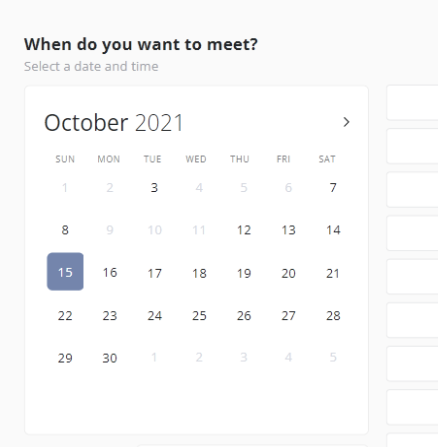 When do you want to meet?
Select a date and time
October 2021 >
SUN MON TUE WED THU FRI SAT
1 2 3 4 5 6 7
8 9 10 11 12 13 14
15 16 17 18 19 20 21
22 23 24 25 26 27 28
29 30 1 2 3 4 5